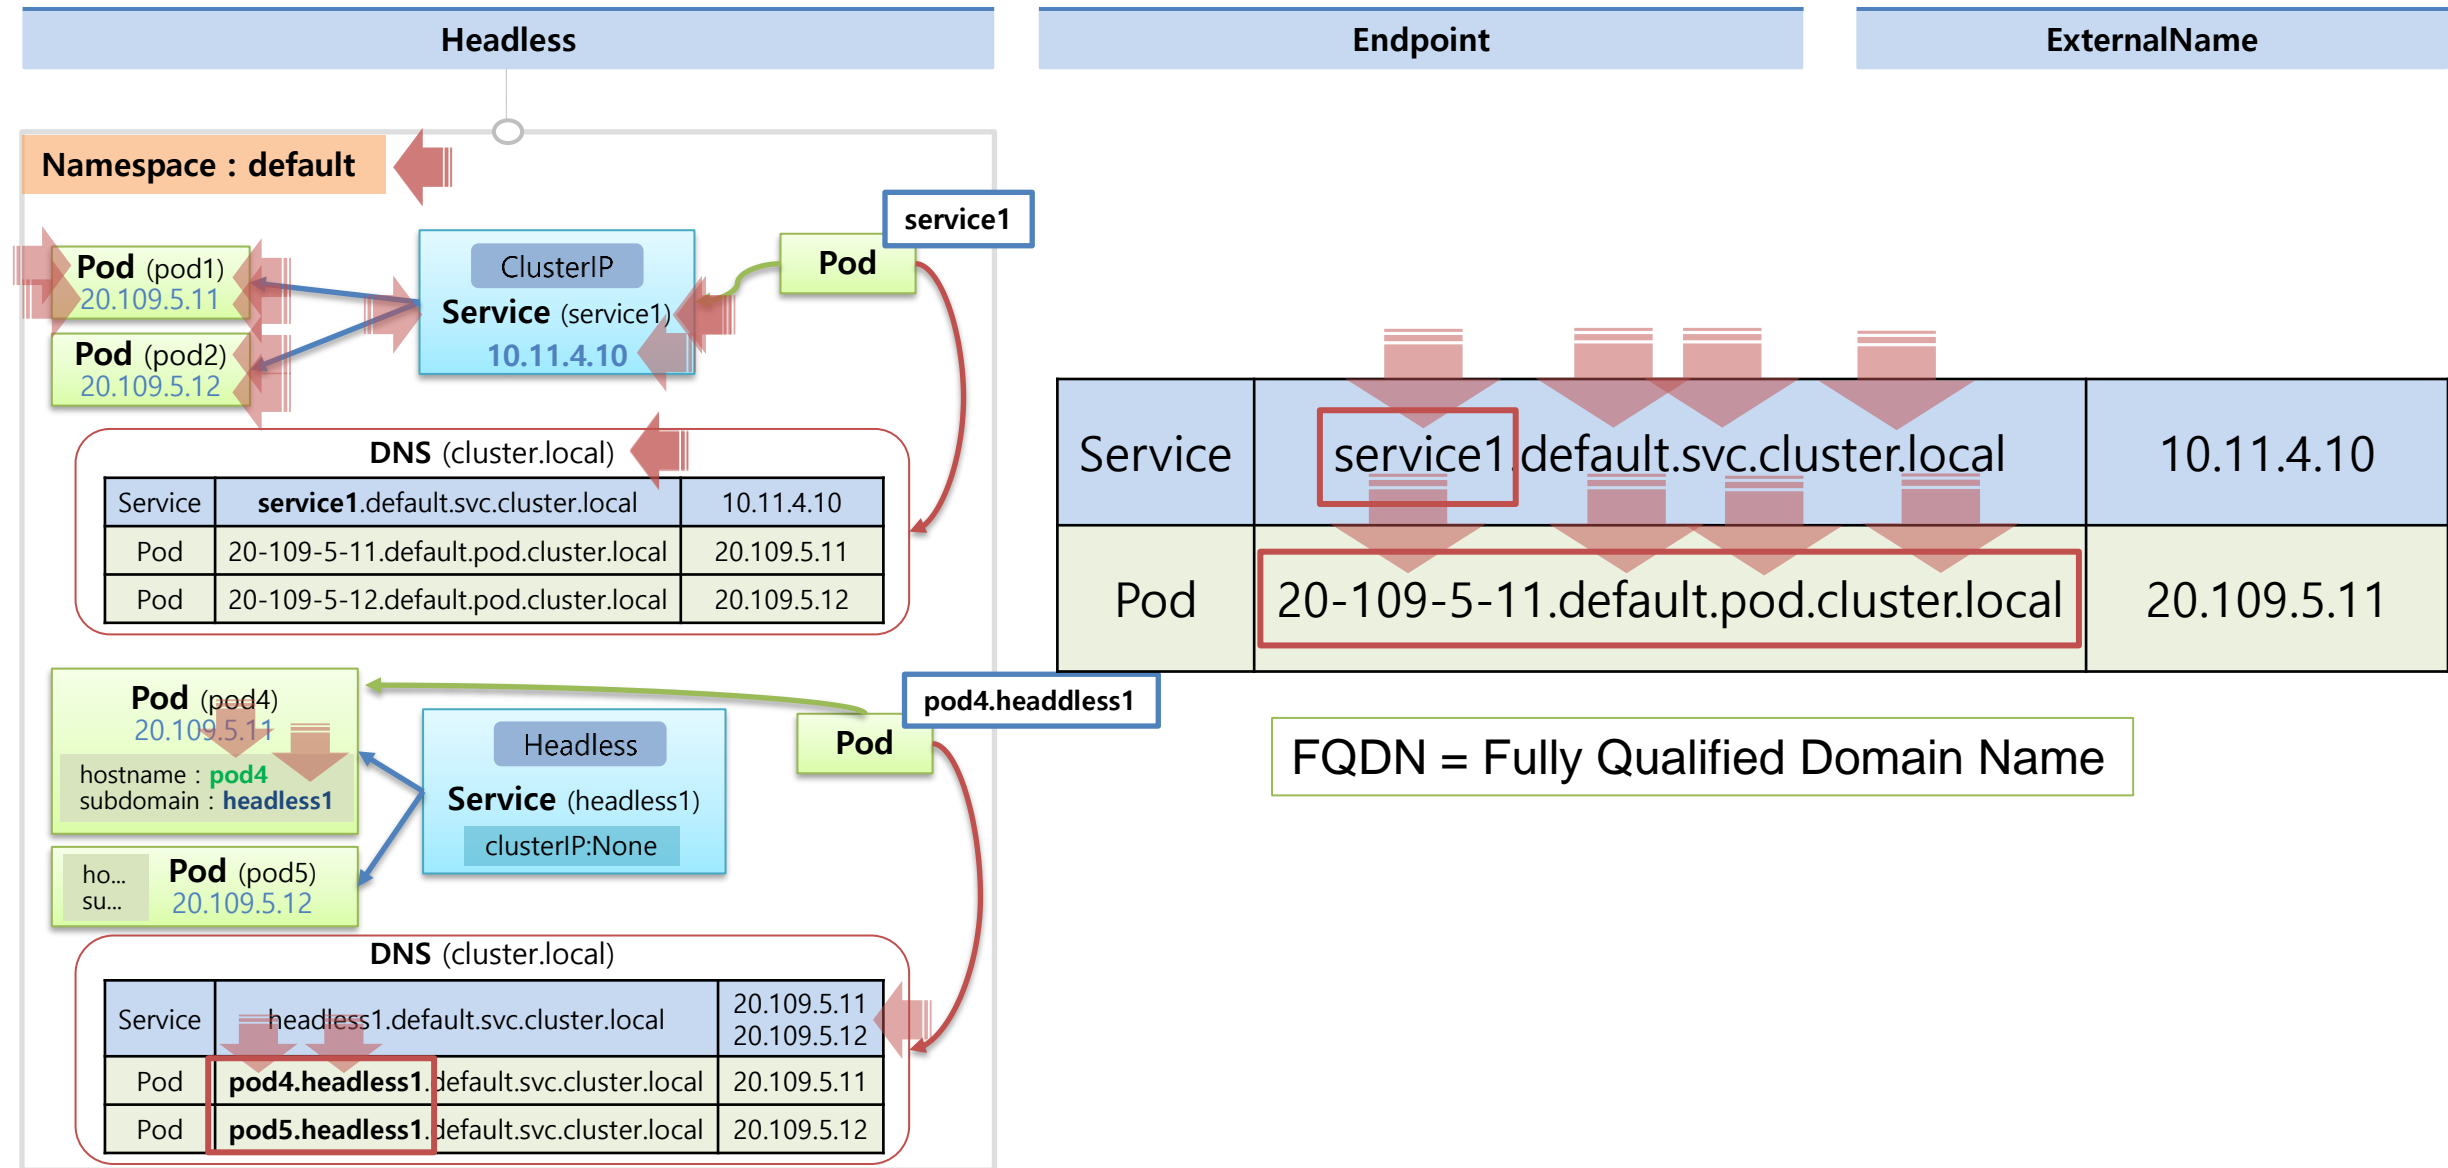 Headless
Endpoint
ExternalName
Namespace : default
service1
Pod (pod1)
20.109.5.11
Pod (pod2)
20.109.5.12
ClusterIP
Service (service1)
10.11.4.10
Pod
DNS (cluster.local)
Service service1.default.svc.cluster.local 10.11.4.10
Pod 20-109-5-11.default.pod.cluster.local 20.109.5.11
Pod 20-109-5-12.default.pod.cluster.local 20.109.5.12
Pod (pod4)
20.109.5.11
hostname : pod4
subdomain : headless1
ho...
su...
Pod (pod5)
20.109.5.12
Headless
Service (headless1)
clusterIP:None
Pod
pod4.headdless1
DNS (cluster.local)
Service headless1.default.svc.cluster.local 20.109.5.11
20.109.5.12
Pod pod4.headless1.default.svc.cluster.local 20.109.5.11
Pod pod5.headless1.default.svc.cluster.local 20.109.5.12
Service service1.default.svc.cluster.local 10.11.4.10
Pod 20-109-5-11.default.pod.cluster.local 20.109.5.11
FQDN = Fully Qualified Domain Name